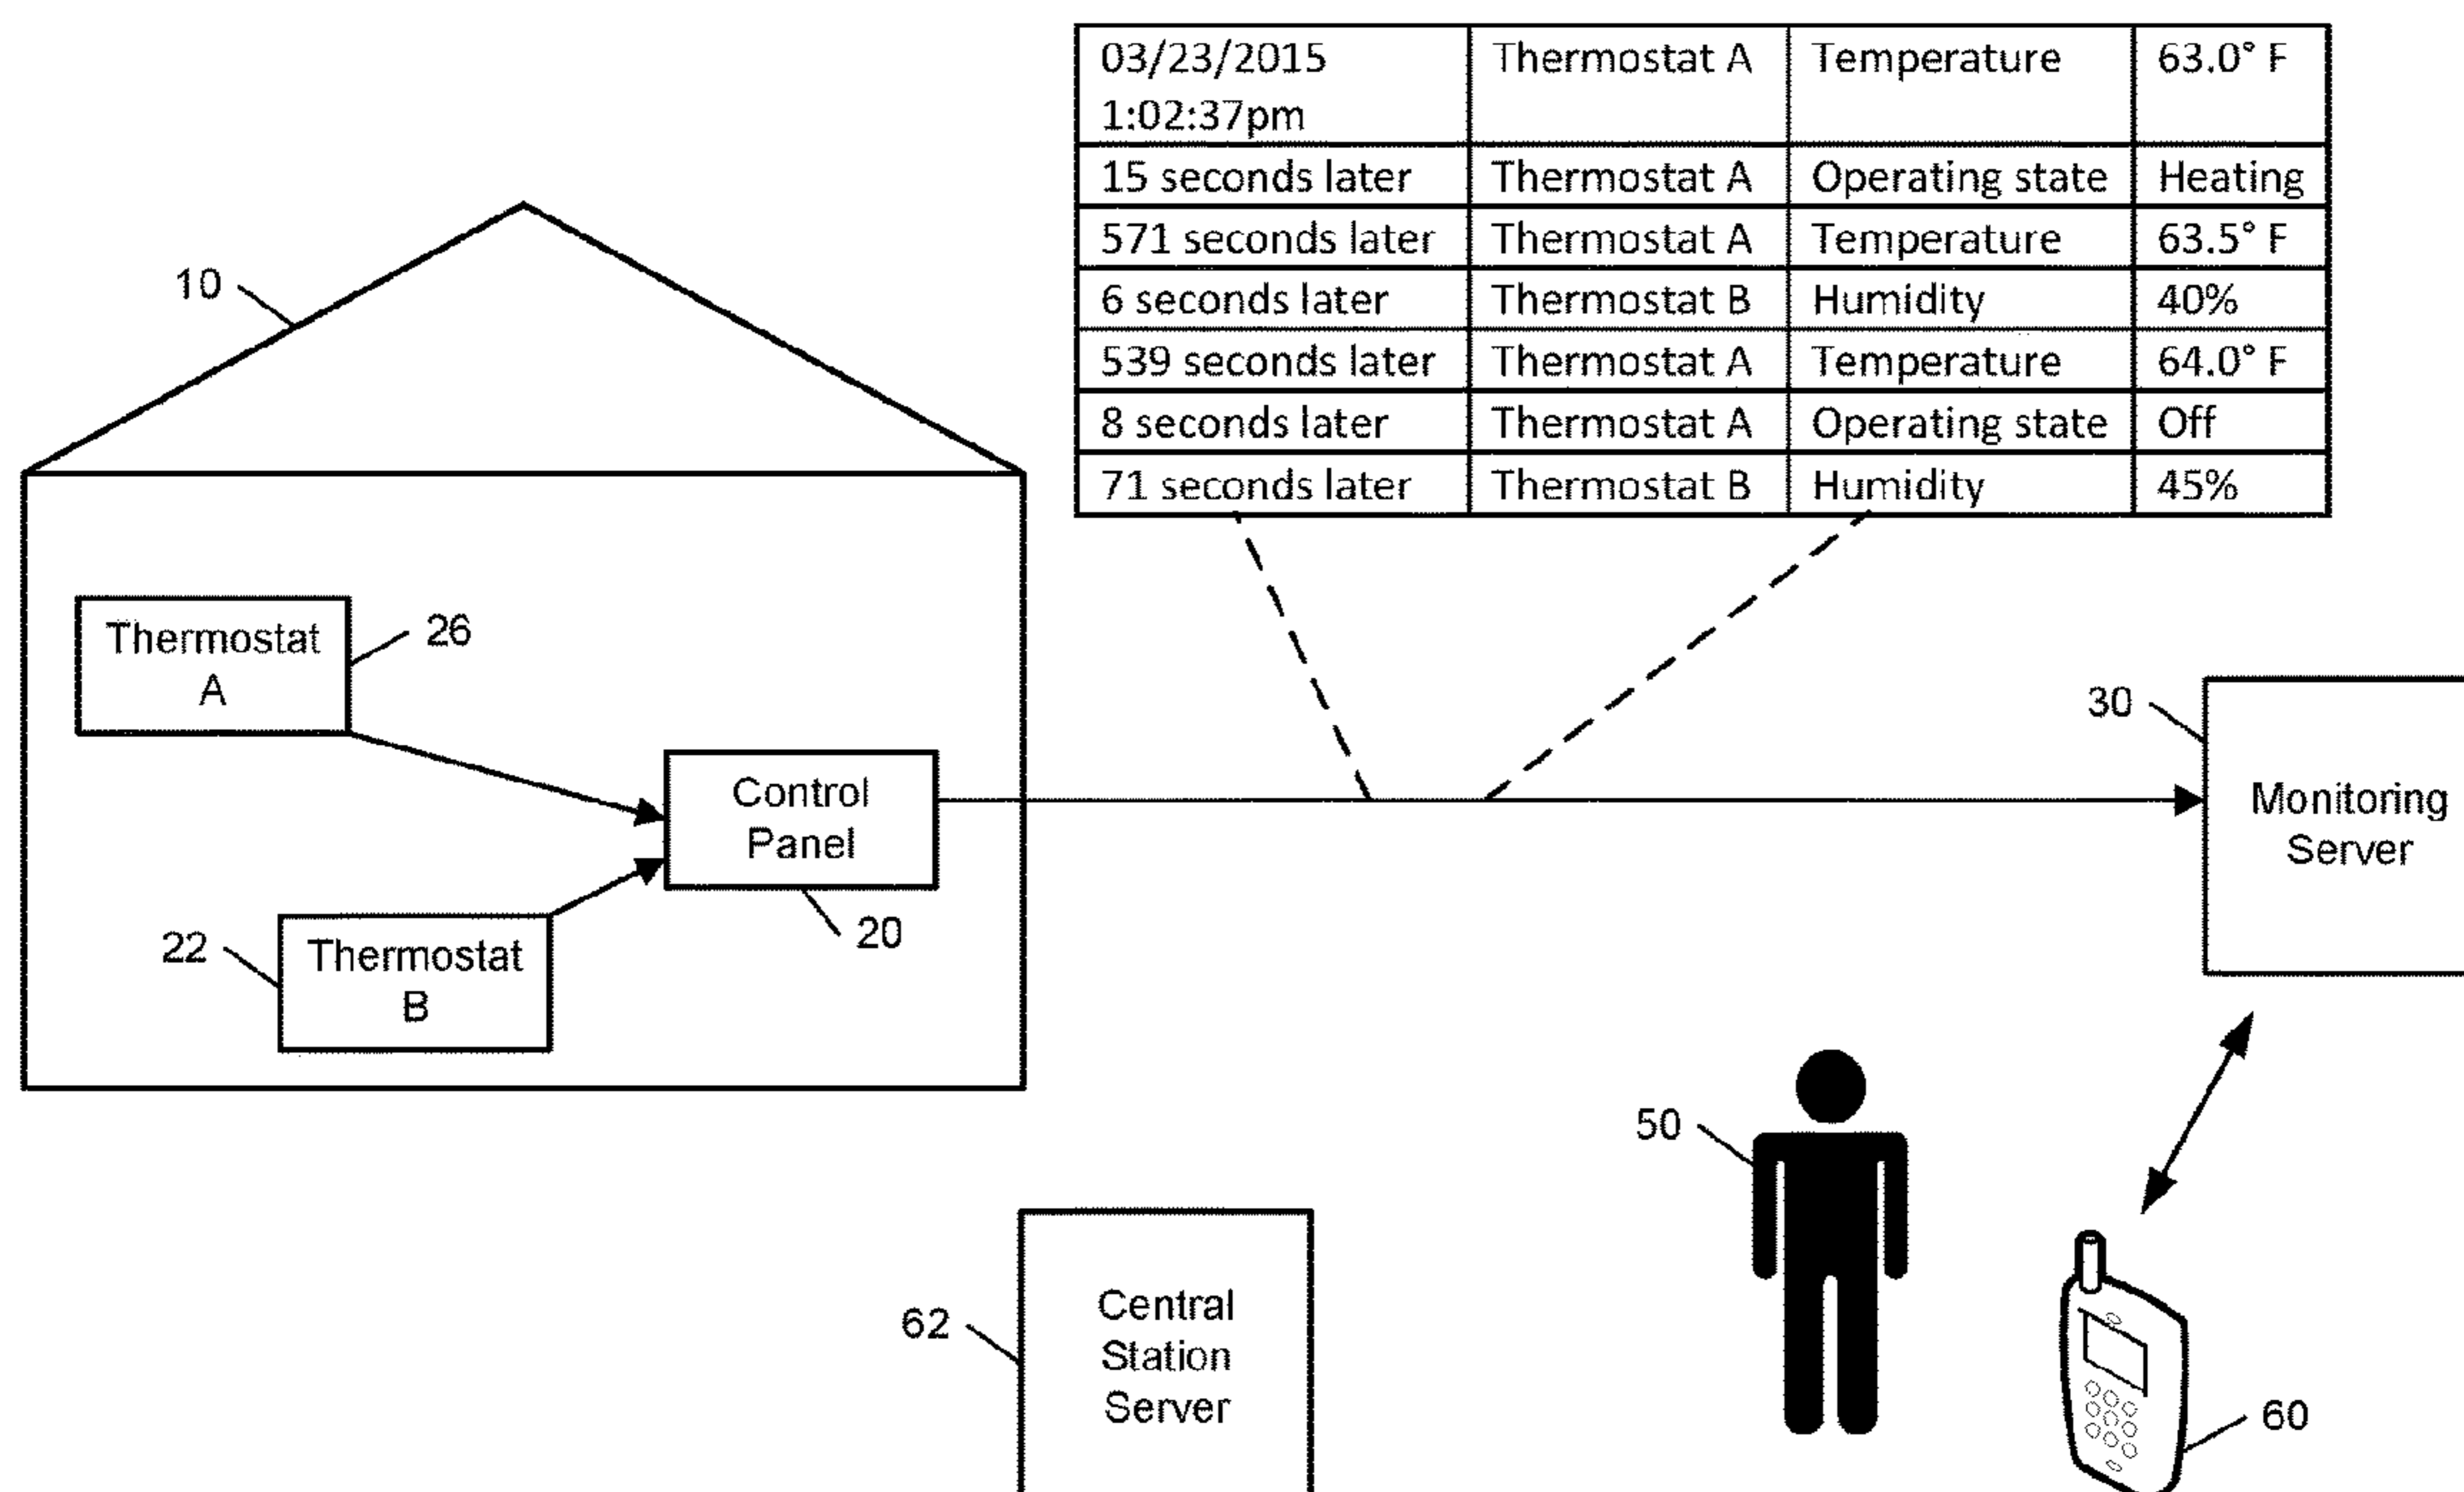 03/23/2015 Thermostat A Temperature 63.0° F
1:02:37pm
15 seconds later Thermostat A Operating state Heating
571 seconds later Thermostat A Temperature 63.5° F
6 seconds later Thermostat B Humidity 40%
539 seconds later Thermostat A Temperature 64.0° F
8 seconds later Thermostat A Operating state Off
71 seconds later Thermostat B Humidity 45%
10
Thermostat
A
26
Control
Panel
20
22
Thermostat
B
30
Monitoring
Server
50
62
Central
Station
Server
60